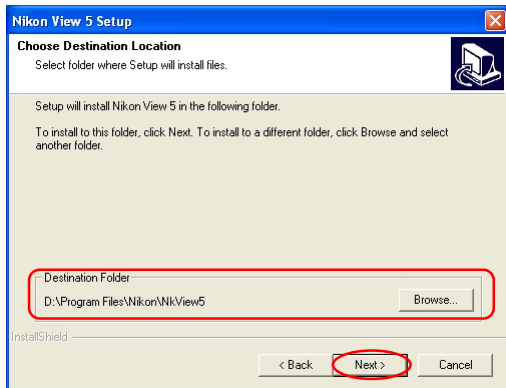 Nikon View 5 Setup
Choose Destination Location
Select folder where Setup will install files.
Setup will install Nikon View 5 in the following folder.
To install to this folder, click Next. To install to a different folder, click Browse and select
another folder.
Destination Folder
D:\Program Files\Nikon\NkView5
Browse...
InstallShield
< Back
Next >
Cancel